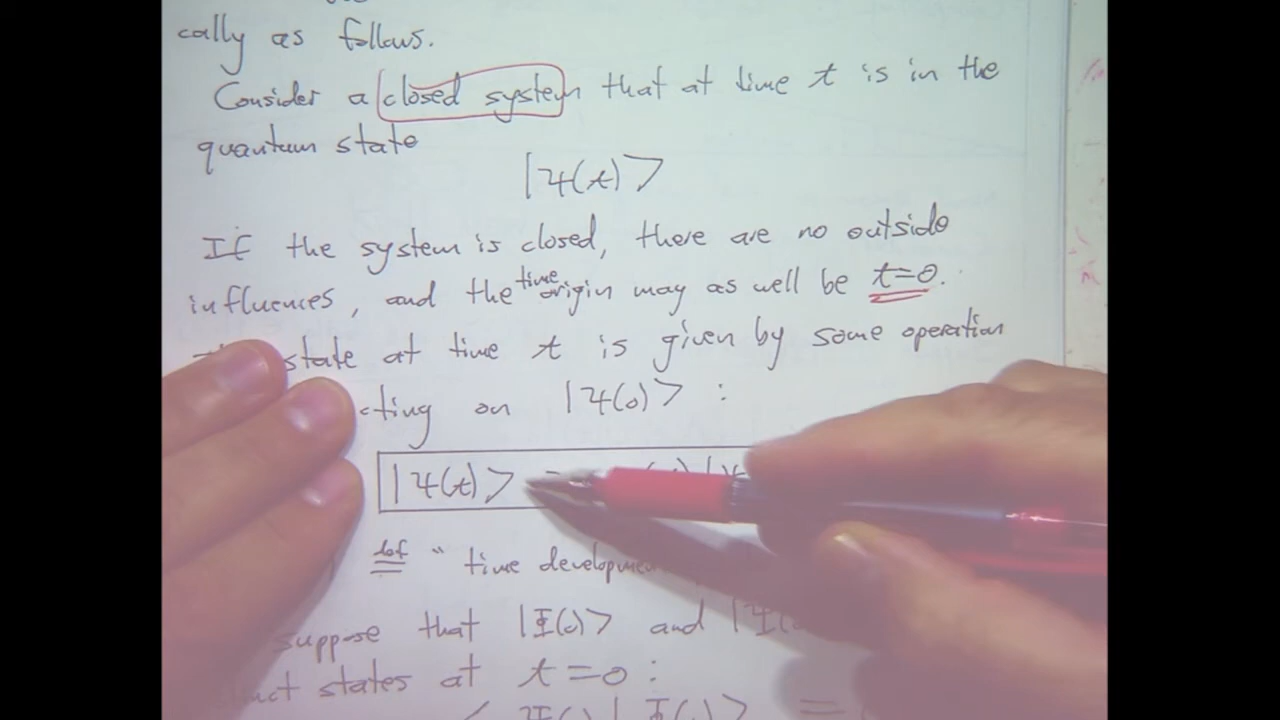 cally as follows.
Consider a closed system that at time t is in the
quantum state
|Ψ(t)>
If the system is closed, there are no outside
influences, and the time origin may as well be t=0.
state at time t is given by some operation
cting on |Ψ(0)> :
|Ψ(t)> =
def " time developmen
suppose that |Φ(0)> and |Ψ(
states at t=0 :